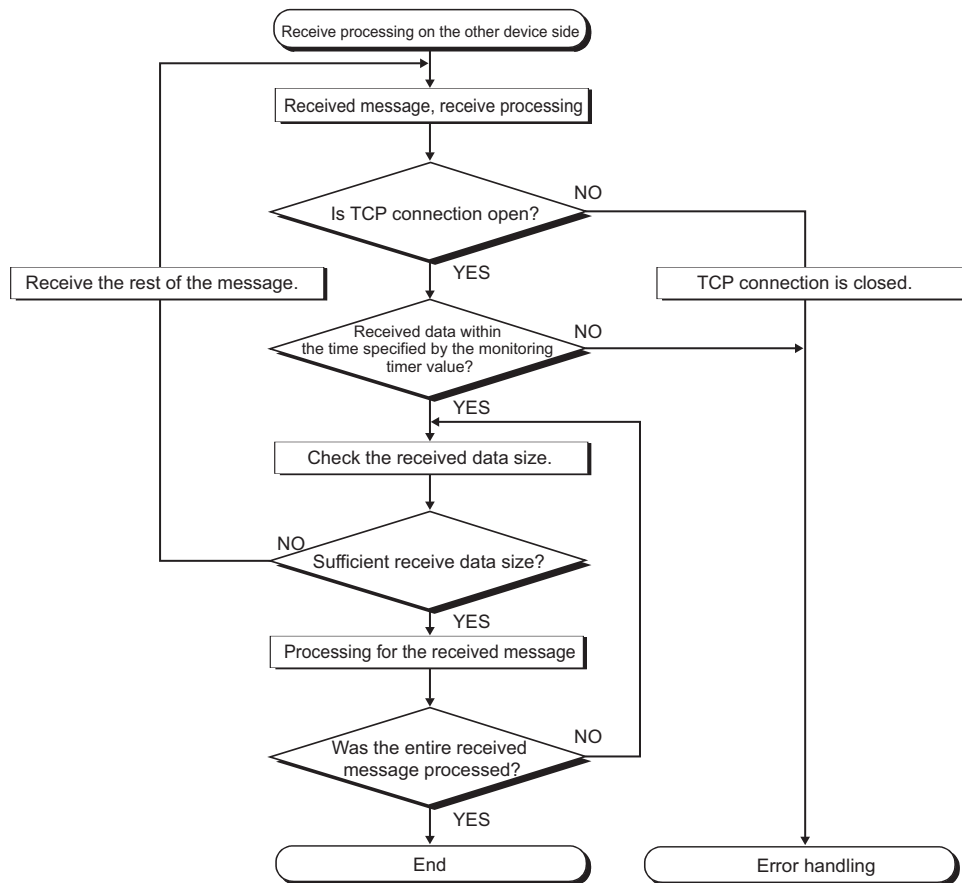 Receive processing on the other device side
Received message, receive processing
NO
Is TCP connection open?
YES
Receive the rest of the message.
TCP connection is closed.
Received data within
the time specified by the monitoring
timer value?
NO
YES
Check the received data size.
NO
Sufficient receive data size?
YES
Processing for the received message
NO
Was the entire received
message processed?
YES
End
Error handling